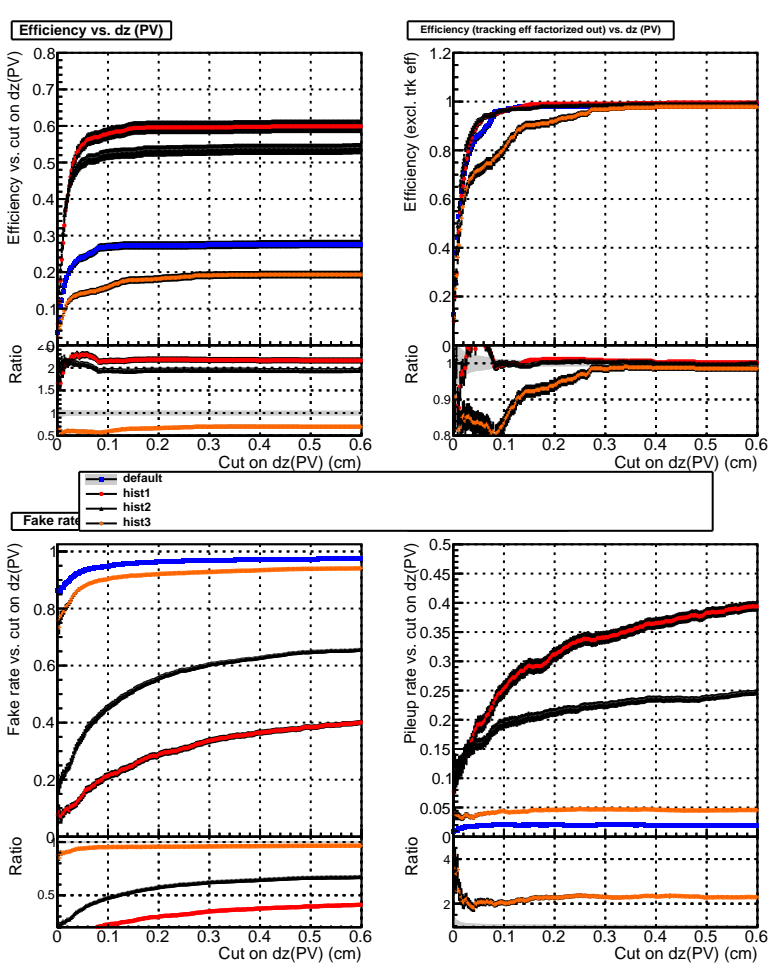 Efficiency vs. dz (PV)
Efficiency vs. cut on dz(PV)
0.8
0.7
0.6
0.5
0.4
0.3
0.2
0.1
0
Ratio
2
1.5
1
0.5
0 0.1 0.2 0.3 0.4 0.5 0.6
Cut on dz(PV) (cm)
Efficiency (tracking eff factorized out) vs. dz (PV)
Efficiency (excl. trk eff)
1.2
1
0.8
0.6
0.4
0.2
0
Ratio
1
0.9
0.8
0 0.1 0.2 0.3 0.4 0.5 0.6
Cut on dz(PV) (cm)
default
hist1
hist2
hist3
Fake rate
Fake rate vs. cut on dz(PV)
1
0.8
0.6
0.4
0.2
0
Ratio
1
0.5
0 0.1 0.2 0.3 0.4 0.5 0.6
Cut on dz(PV) (cm)
Pileup rate vs. cut on dz(PV)
0.5
0.45
0.4
0.35
0.3
0.25
0.2
0.15
0.1
0.05
0
Ratio
4
2
0 0.1 0.2 0.3 0.4 0.5 0.6
Cut on dz(PV) (cm)